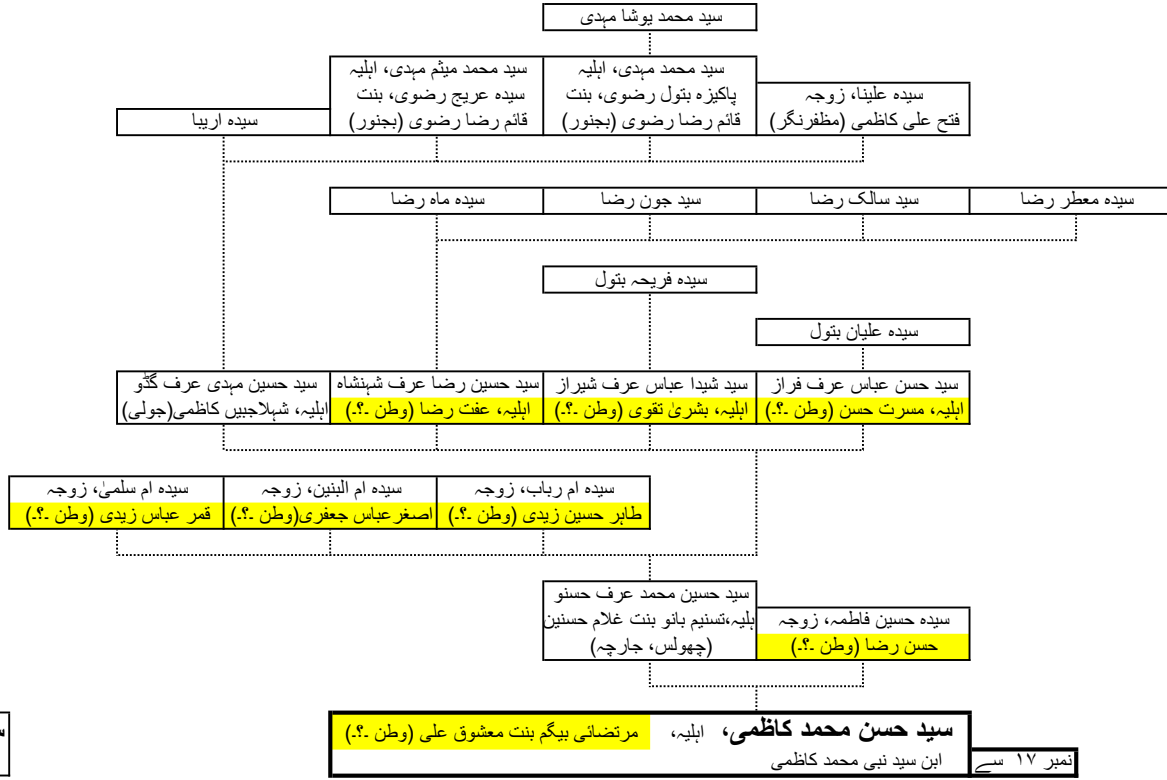 سید محمد یوشا مہدی
سیدہ علینا، زوجہ
فتح علی کاظمی (مظفرنگر)
سید محمد مہدی، اہلیہ
پاکیزہ بتول رضوی، بنت
قائم رضا رضوی (بجنور)
سید محمد میثم مہدی، اہلیہ
سیدہ عریج رضوی، بنت
قائم رضا رضوی (بجنور)
سیدہ اریبا
سیدہ معطر رضا
سید سالک رضا
سید جون رضا
سیدہ ماہ رضا
سیدہ فریحہ بتول
سیدہ علیان بتول
سید حسن عباس عرف فراز
اہلیہ، مسرت حسن (وطن ـ؟ـ)
سید شیدا عباس عرف شیراز
اہلیہ، بشریٰ تقوی (وطن ـ؟ـ)
سید حسین رضا عرف شہنشاہ
اہلیہ، عفت رضا (وطن ـ؟ـ)
سید حسین مہدی عرف گڈو
اہلیہ، شہلاجبیں کاظمی(جولی)
سیدہ ام رباب، زوجہ
طاہر حسین زیدی (وطن ـ؟ـ)
سیدہ ام البنین، زوجہ
اصغرعباس جعفری(وطن ـ؟ـ)
سیدہ ام سلمیٰ، زوجہ
قمر عباس زیدی (وطن ـ؟ـ)
سیدہ حسین فاطمہ، زوجہ
حسن رضا (وطن ـ؟ـ)
سید حسین محمد عرف حسنو
ہلیہ،تسنیم بانو بنت غلام حسنین
(چھولس، جارچہ)
نمبر ۱۷ سے
سید حسن محمد کاظمی، اہلیہ، مرتضائی بیگم بنت معشوق علی (وطن ـ؟ـ)
ابن سید نبی محمد کاظمی